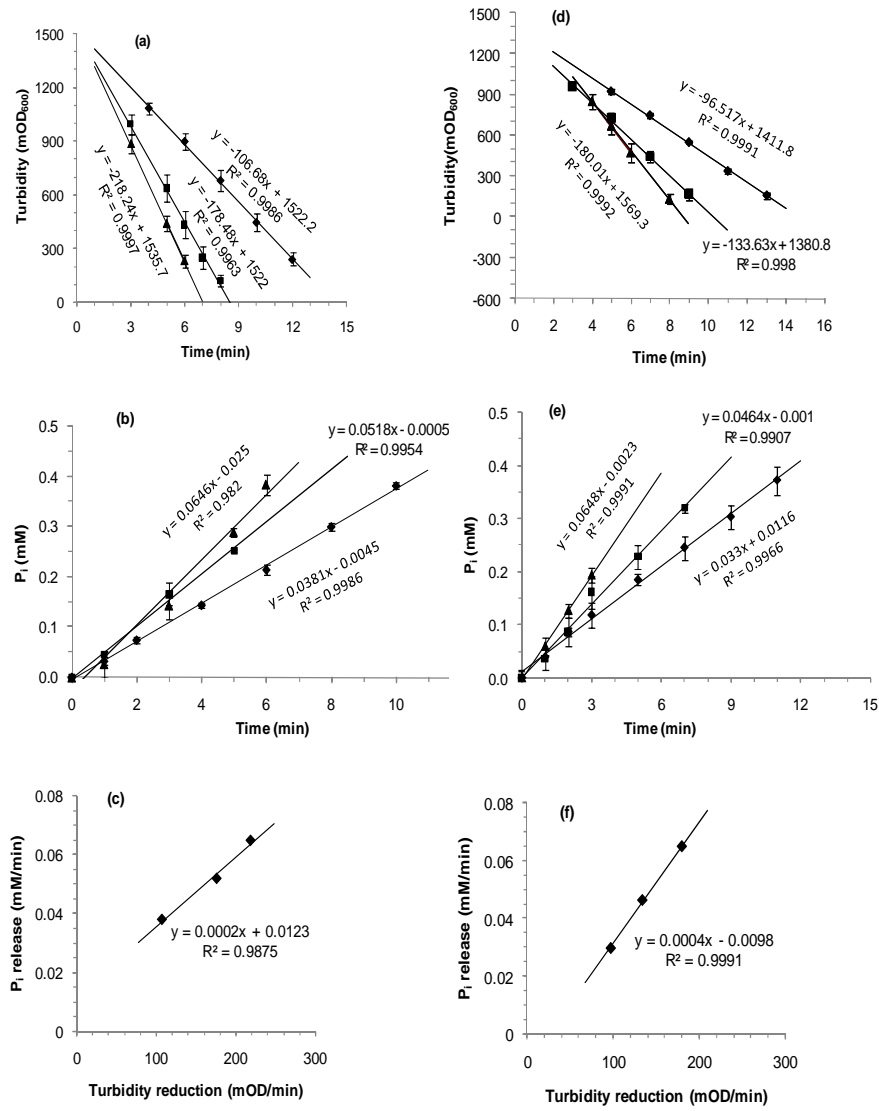 (a)
1500
1200
900
600
300
0
Turbidity (mOD₆₀₀)
y = -106.68x + 1522.2
R² = 0.9986
y = -178.48x + 1522
R² = 0.9963
y = -218.24x + 1535.7
R² = 0.9997
0 3 6 9 12 15
Time (min)
(d)
1500
1200
900
600
300
0
-300
-600
Turbidity(mOD₆₀₀)
y = -96.517x + 1411.8
R² = 0.9991
y = -180.01x + 1569.3
R² = 0.9992
y = -133.63x + 1380.8
R² = 0.998
0 2 4 6 8 10 12 14 16
Time (min)
(b)
0.5
0.4
0.3
0.2
0.1
0.0
Pᵢ (mM)
y = 0.0518x - 0.0005
R² = 0.9954
y = 0.0646x - 0.025
R² = 0.982
y = 0.0381x - 0.0045
R² = 0.9986
0 2 4 6 8 10
Time (min)
(e)
0.5
0.4
0.3
0.2
0.1
0.0
Pᵢ (mM)
y = 0.0464x - 0.001
R² = 0.9907
y = 0.0648x - 0.0023
R² = 0.9991
y = 0.033x + 0.0116
R² = 0.9966
0 3 6 9 12 15
Time (min)
(c)
0.08
0.06
0.04
0.02
0
Pᵢ release (mM/min)
y = 0.0002x + 0.0123
R² = 0.9875
0 100 200 300
Turbidity reduction (mOD/min)
(f)
0.08
0.06
0.04
0.02
0
Pᵢ release (mM/min)
y = 0.0004x - 0.0098
R² = 0.9991
0 100 200 300
Turbidity reduction (mOD/min)